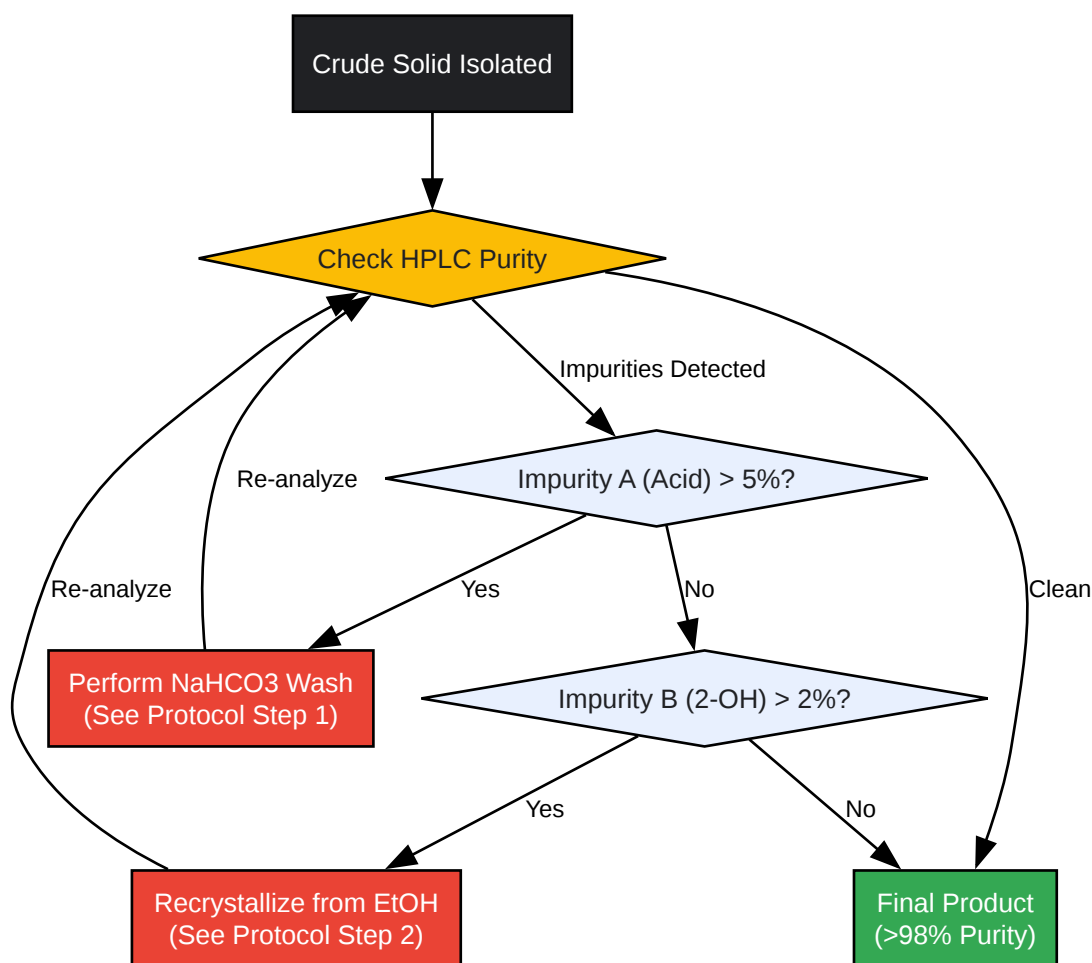 Crude Solid Isolated
Check HPLC Purity
Impurities Detected
Impurity A (Acid) > 5%?
Re-analyze
Re-analyze
Yes
No
Clean
Perform NaHCO3 Wash
(See Protocol Step 1)
Impurity B (2-OH) > 2%?
Yes
No
Recrystallize from EtOH
(See Protocol Step 2)
Final Product
(>98% Purity)